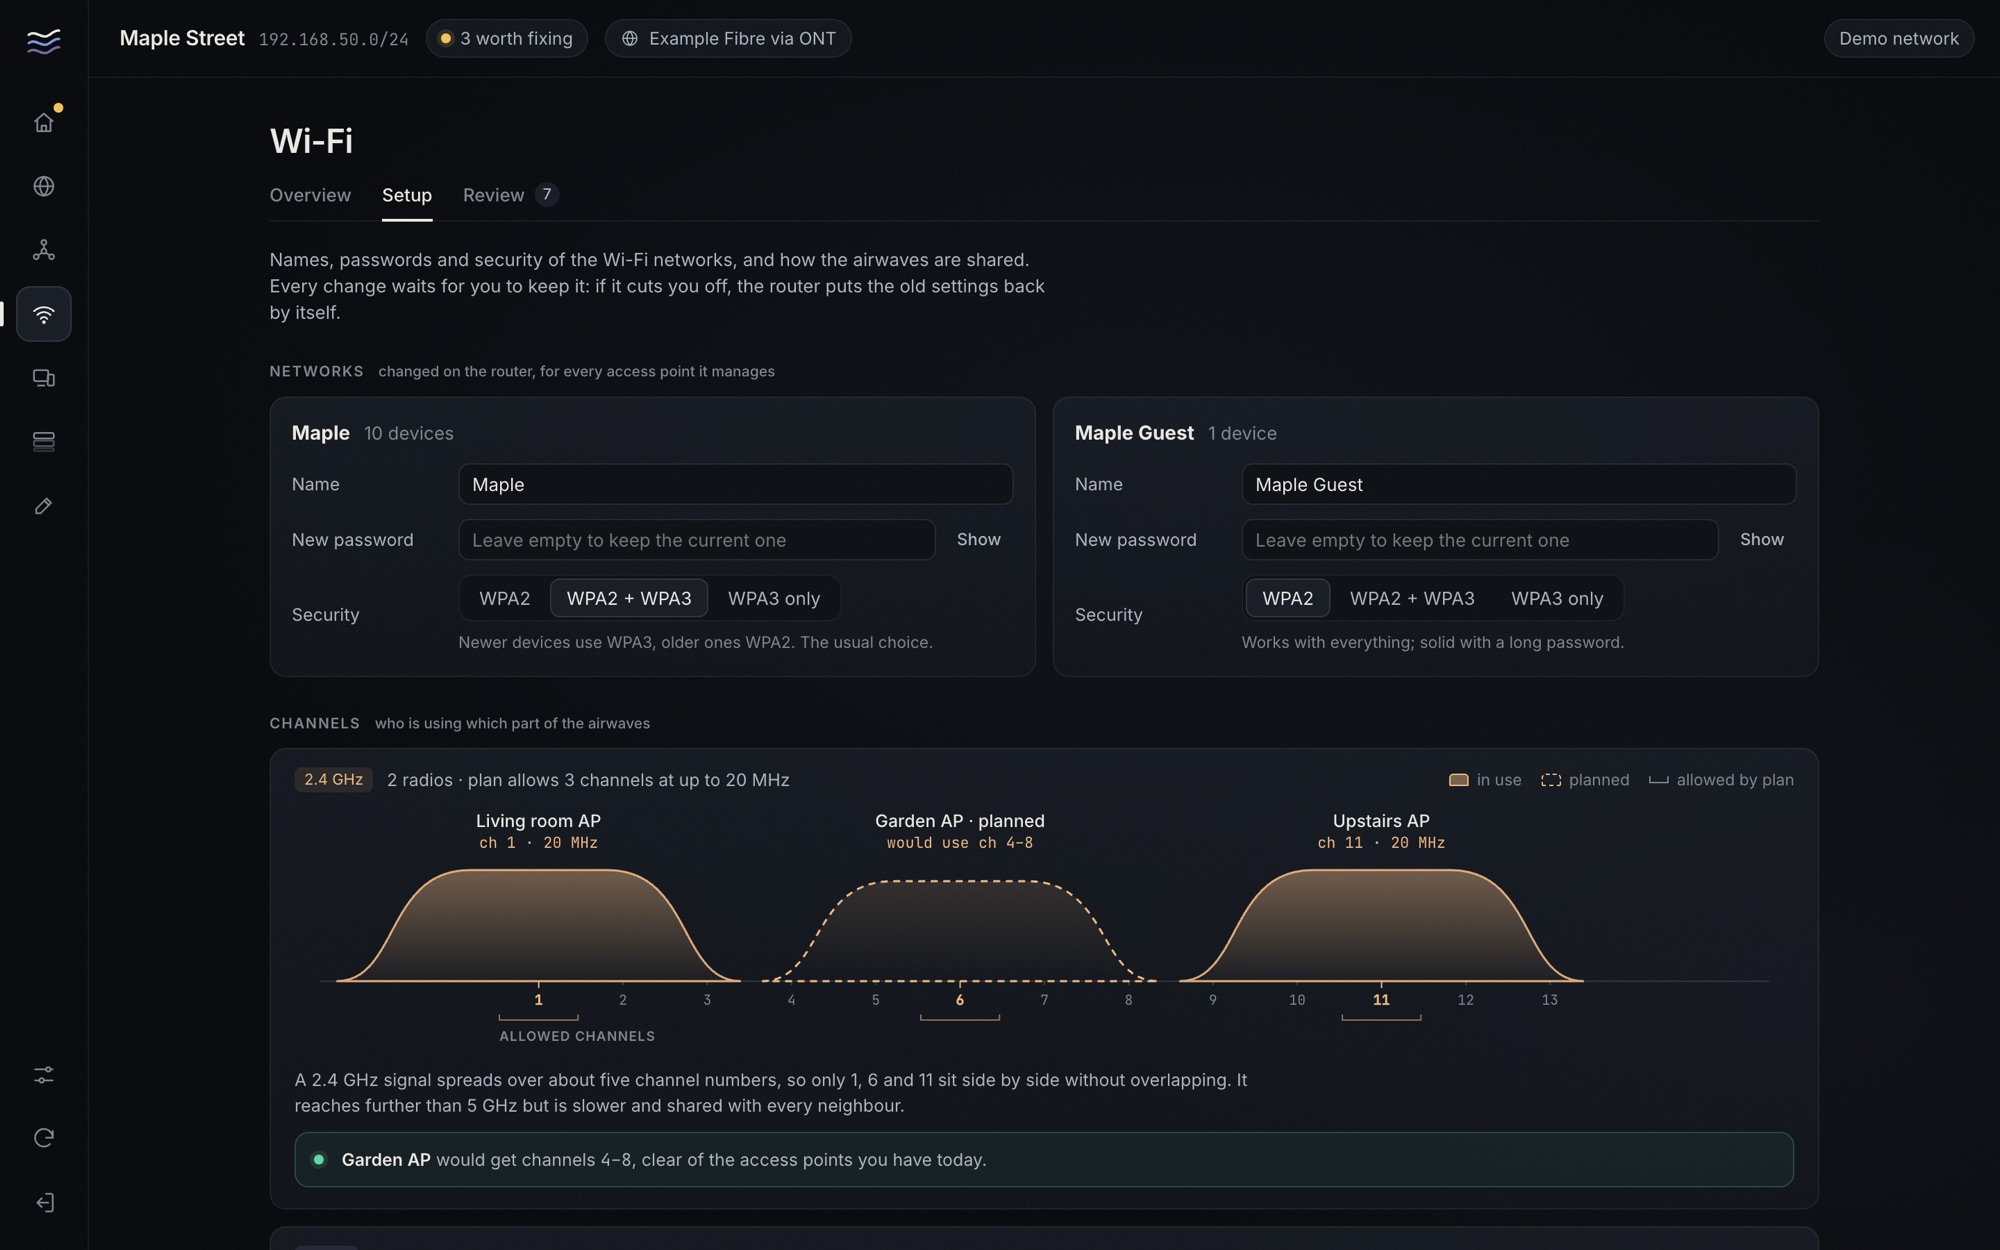 Maple Street 192.168.50.0/24 3 worth fixing Example Fibre via ONT Demo network
Wi-Fi
Overview Setup Review 7
Names, passwords and security of the Wi-Fi networks, and how the airwaves are shared.
Every change waits for you to keep it: if it cuts you off, the router puts the old settings back
by itself.
NETWORKS changed on the router, for every access point it manages
Maple 10 devices
Name Maple
New password Leave empty to keep the current one Show
Security WPA2 WPA2 + WPA3 WPA3 only
Newer devices use WPA3, older ones WPA2. The usual choice.
Maple Guest 1 device
Name Maple Guest
New password Leave empty to keep the current one Show
Security WPA2 WPA2 + WPA3 WPA3 only
Works with everything; solid with a long password.
CHANNELS who is using which part of the airwaves
2.4 GHz 2 radios · plan allows 3 channels at up to 20 MHz in use planned allowed by plan
Living room AP Garden AP · planned Upstairs AP
ch 1 · 20 MHz would use ch 4–8 ch 11 · 20 MHz
1 2 3 4 5 6 7 8 9 10 11 12 13
ALLOWED CHANNELS
A 2.4 GHz signal spreads over about five channel numbers, so only 1, 6 and 11 sit side by side without overlapping. It
reaches further than 5 GHz but is slower and shared with every neighbour.
Garden AP would get channels 4–8, clear of the access points you have today.